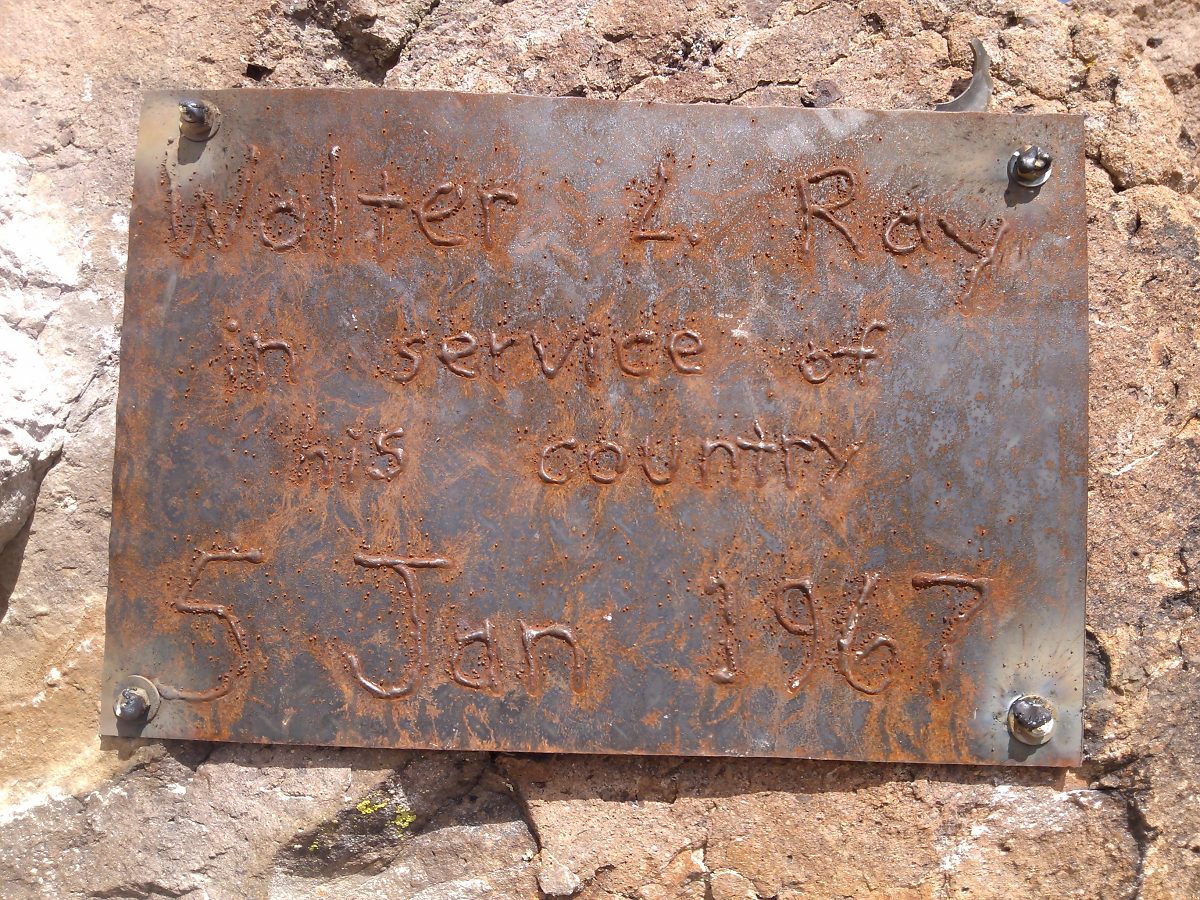 Walter L. Ray
in service of
his country
5 Jan 1967